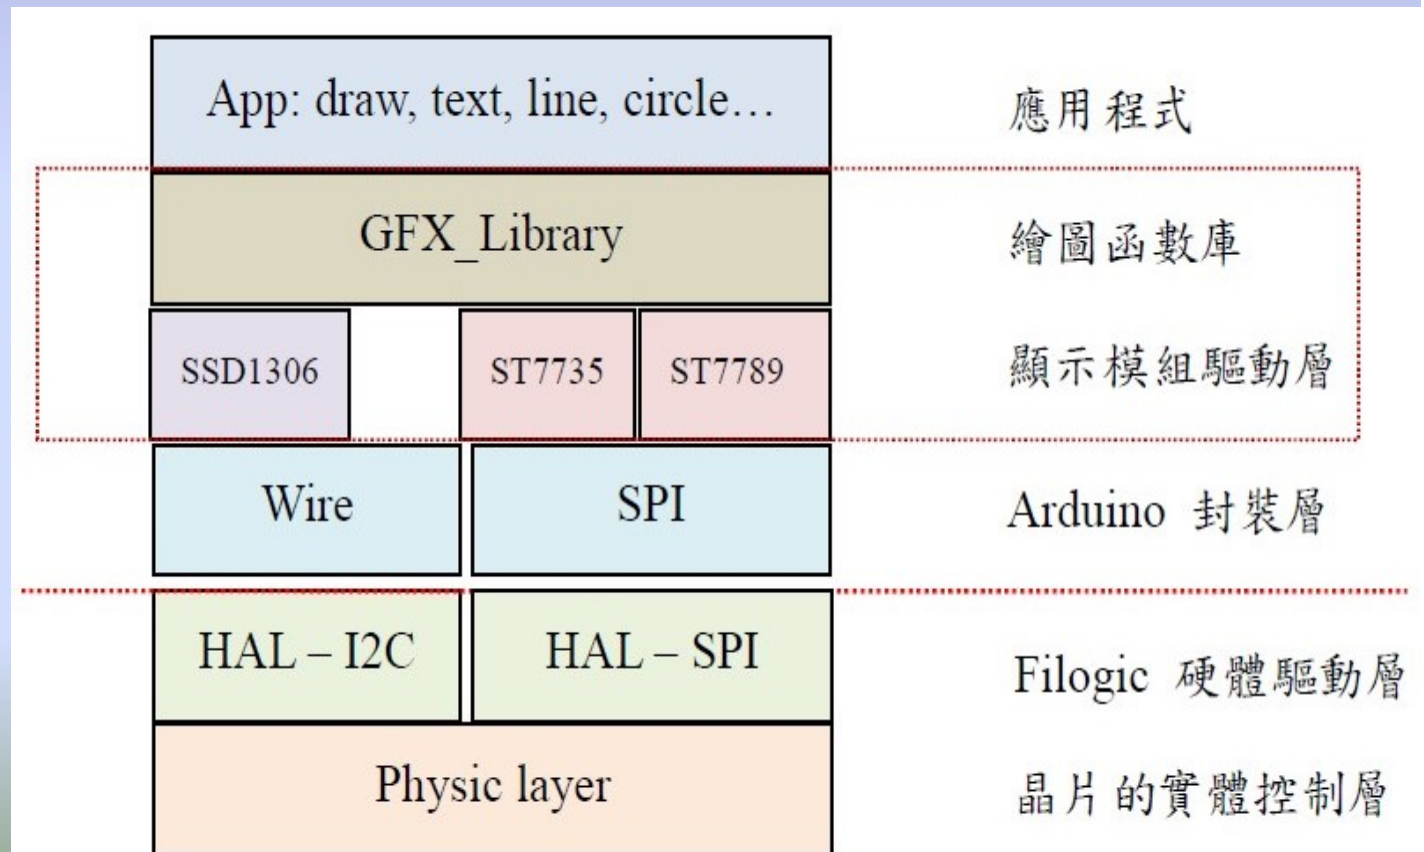 App: draw, text, line, circle…
應用程式
GFX_Library
繪圖函數庫
SSD1306
ST7735
ST7789
顯示模組驅動層
Wire
SPI
Arduino 封裝層
HAL – I2C
HAL – SPI
Filogic 硬體驅動層
Physic layer
晶片的實體控制層